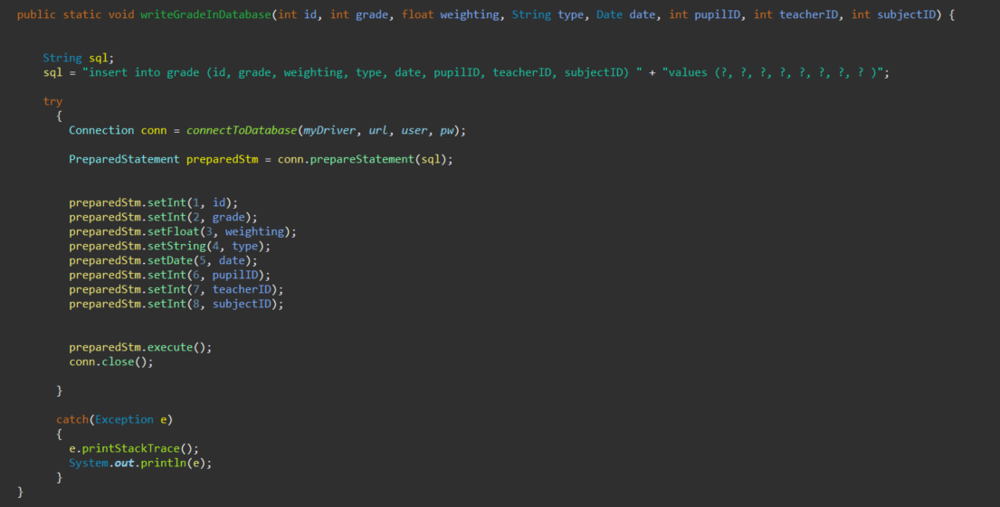 public static void writeGradeInDatabase(int id, int grade, float weighting, String type, Date date, int pupilID, int teacherID, int subjectID) {
String sql;
sql = "insert into grade (id, grade, weighting, type, date, pupilID, teacherID, subjectID) " + "values (?, ?, ?, ?, ?, ?, ?, ? )";
try
{
Connection conn = connectToDatabase(myDriver, url, user, pw);
PreparedStatement preparedStm = conn.prepareStatement(sql);
preparedStm.setInt(1, id);
preparedStm.setInt(2, grade);
preparedStm.setFloat(3, weighting);
preparedStm.setString(4, type);
preparedStm.setDate(5, date);
preparedStm.setInt(6, pupilID);
preparedStm.setInt(7, teacherID);
preparedStm.setInt(8, subjectID);
preparedStm.execute();
conn.close();
}
catch(Exception e)
{
e.printStackTrace();
System.out.println(e);
}
}